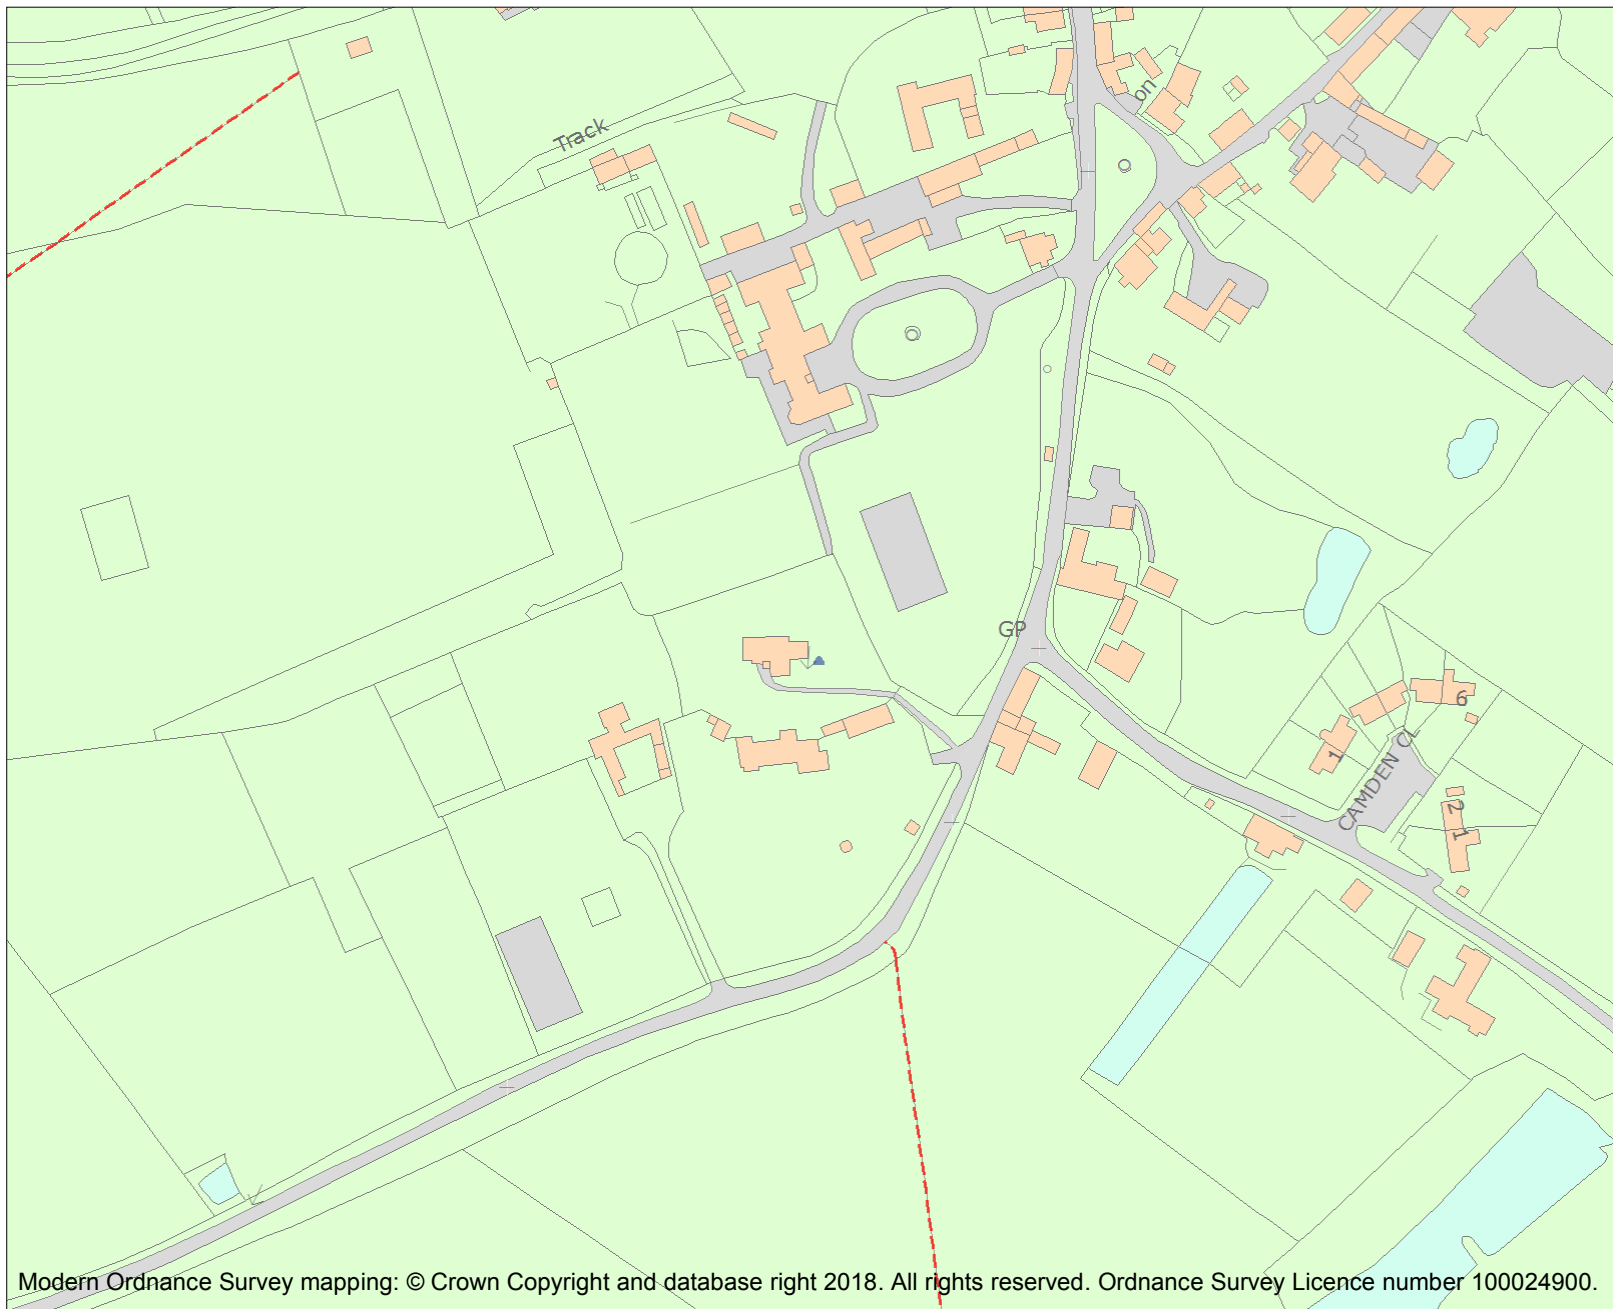 on
Track
GP
6
1
CAMDEN CL
2
1
Modern Ordnance Survey mapping: © Crown Copyright and database right 2018. All rights reserved. Ordnance Survey Licence number 100024900.